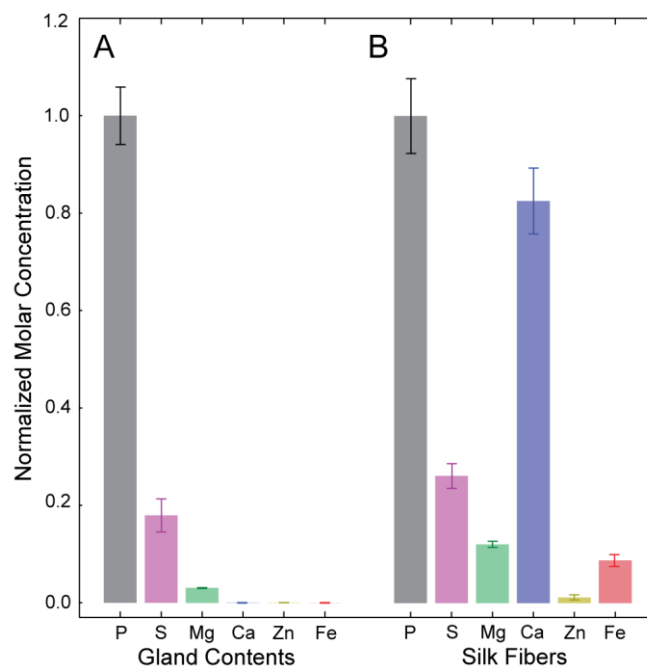 A
B
1.2
1.0
0.8
0.6
0.4
0.2
0.0
Normalized Molar Concentration
P S Mg Ca Zn Fe
P S Mg Ca Zn Fe
Gland Contents
Silk Fibers